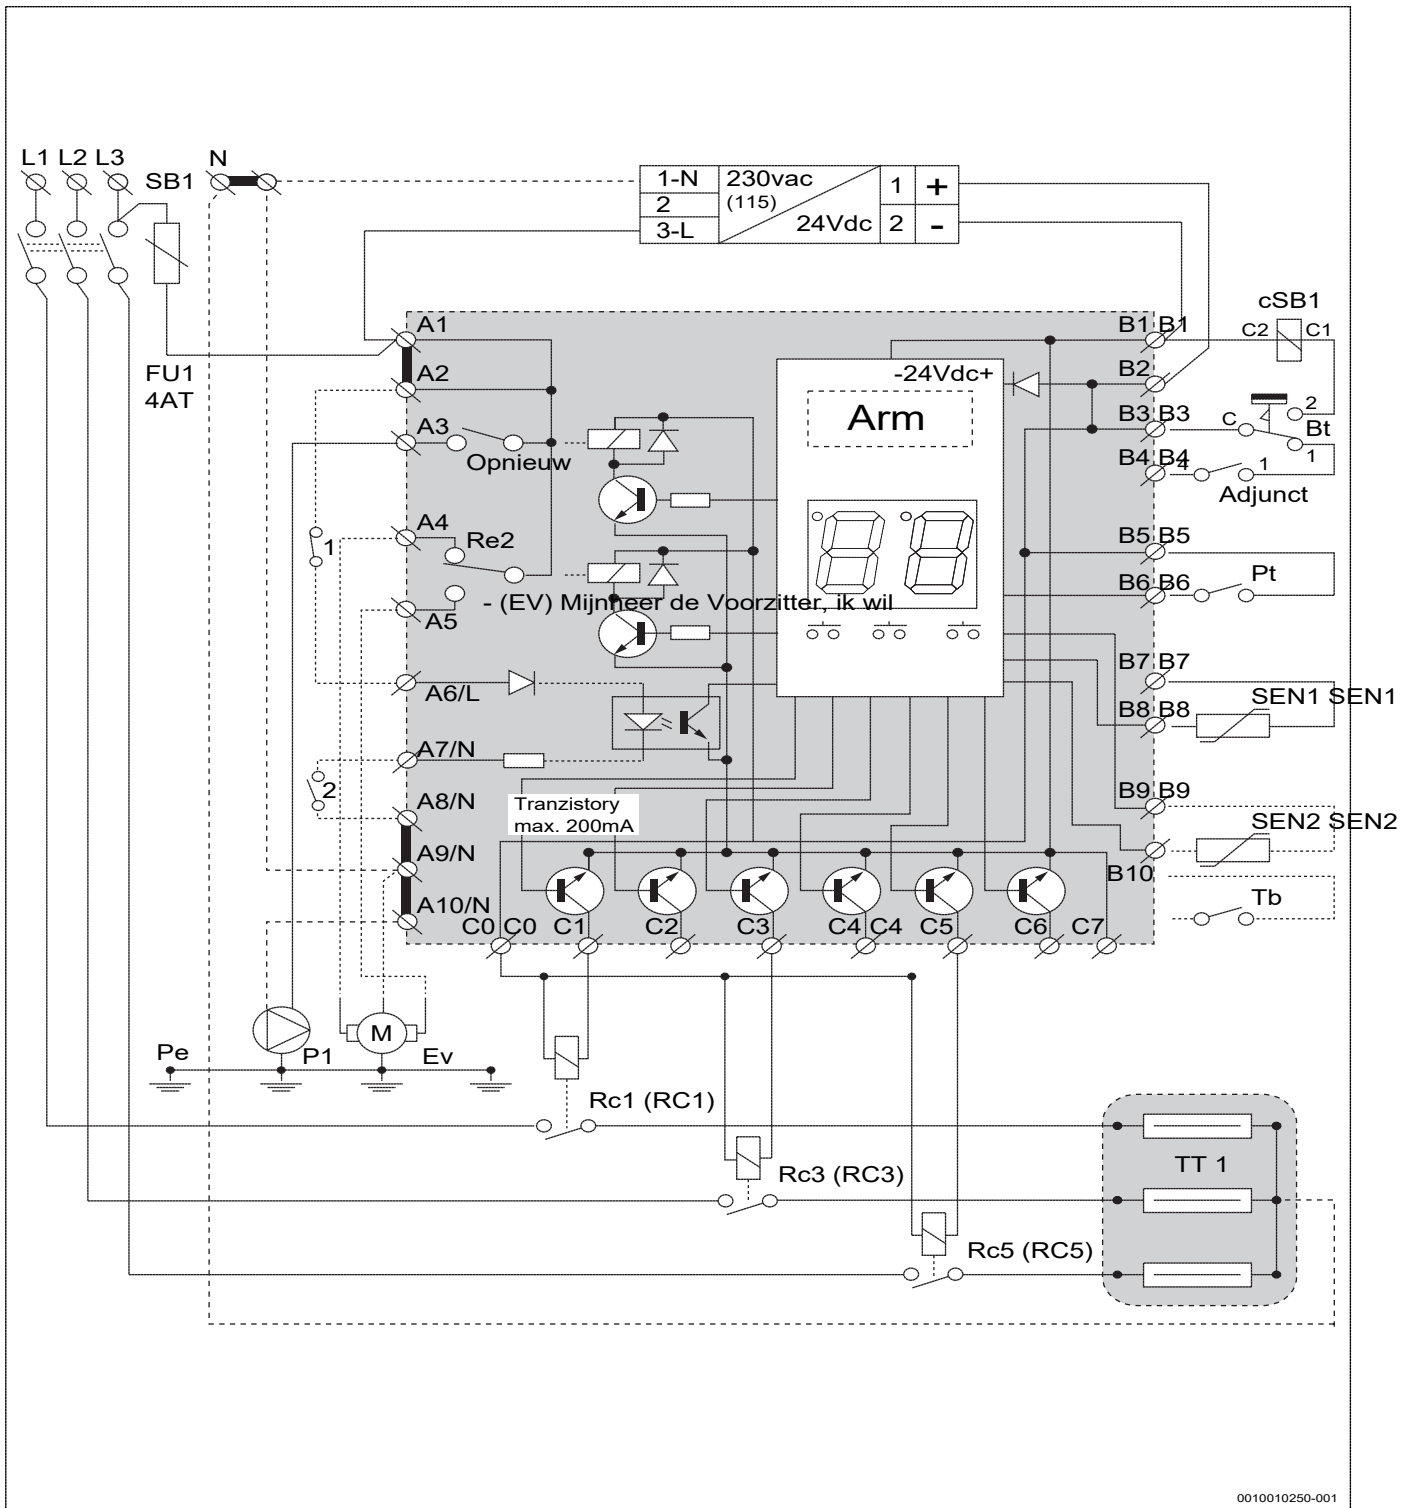 L1 L2 L3
N
SB1
1-N
230vac
1
+
2
(115)
3-L
24Vdc
2
-
cSB1
C2
C1
FU1
4AT
A1
A2
A3
Opnieuw
A4
Re2
1
A5
- (EV) Mijnheer de Voorzitter, ik wil
A6/L
A7/N
2
A8/N
A9/N
A10/N
-24Vdc+
Arm
B1 B1
B2
B3 B3
C
2
Bt
1
B4 B4
4
1
Adjunct
B5 B5
B6 B6
Pt
B7 B7
SEN1 SEN1
B8 B8
B9 B9
SEN2 SEN2
B10
Tb
Tranzistory
max. 200mA
C0 C0
C1
C2
C3
C4 C4
C5
C6
C7
Pe
P1
M
Ev
Rc1 (RC1)
Rc3 (RC3)
Rc5 (RC5)
TT 1
0010010250-001